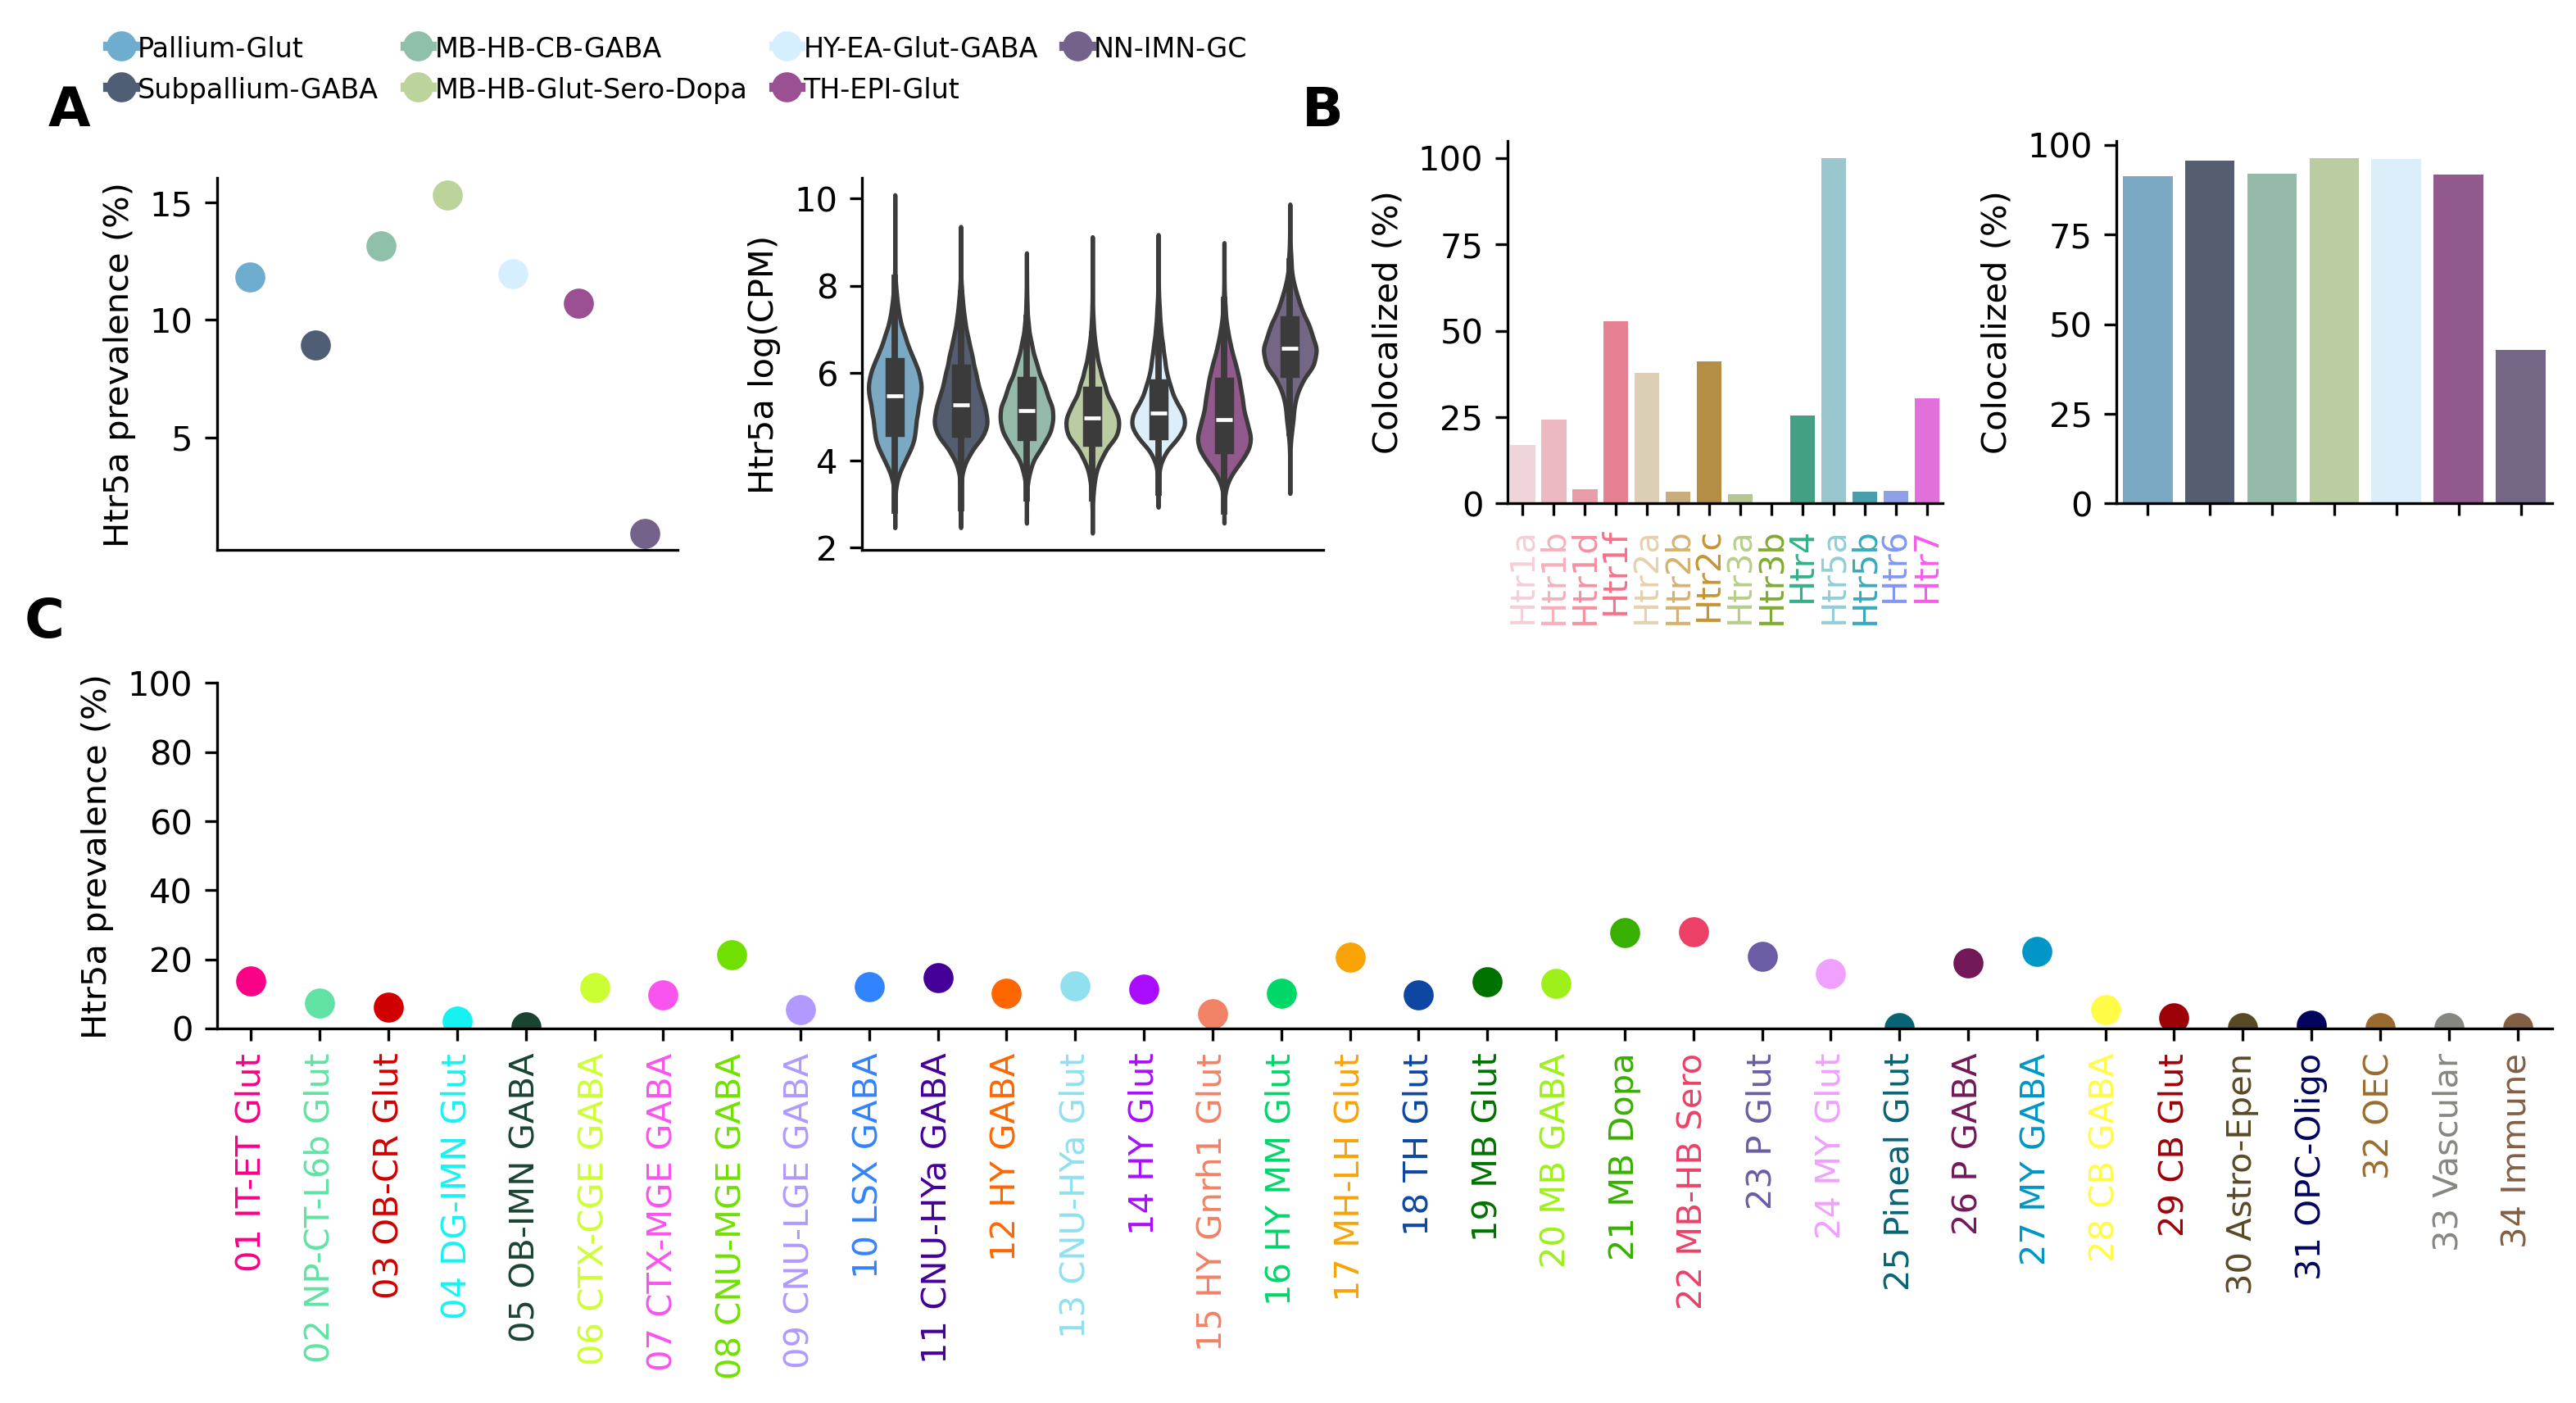 Pallium-Glut
Subpallium-GABA
MB-HB-CB-GABA
MB-HB-Glut-Sero-Dopa
HY-EA-Glut-GABA
TH-EPI-Glut
NN-IMN-GC
A
Htr5a prevalence (%)
15
10
5
Htr5a log(CPM)
10
8
6
4
2
B
Colocalized (%)
100
75
50
25
0
Htr1a
Htr1b
Htr1d
Htr1f
Htr2a
Htr2b
Htr2c
Htr3a
Htr3b
Htr4
Htr5a
Htr5b
Htr6
Htr7
Colocalized (%)
100
75
50
25
0
C
Htr5a prevalence (%)
100
80
60
40
20
0
01 IT-ET Glut
02 NP-CT-L6b Glut
03 OB-CR Glut
04 DG-IMN Glut
05 OB-IMN GABA
06 CTX-CGE GABA
07 CTX-MGE GABA
08 CNU-MGE GABA
09 CNU-LGE GABA
10 LSX GABA
11 CNU-HYa GABA
12 HY GABA
13 CNU-HYa Glut
14 HY Glut
15 HY Gnrh1 Glut
16 HY MM Glut
17 MH-LH Glut
18 TH Glut
19 MB Glut
20 MB GABA
21 MB Dopa
22 MB-HB Sero
23 P Glut
24 MY Glut
25 Pineal Glut
26 P GABA
27 MY GABA
28 CB GABA
29 CB Glut
30 Astro-Epen
31 OPC-Oligo
32 OEC
33 Vascular
34 Immune